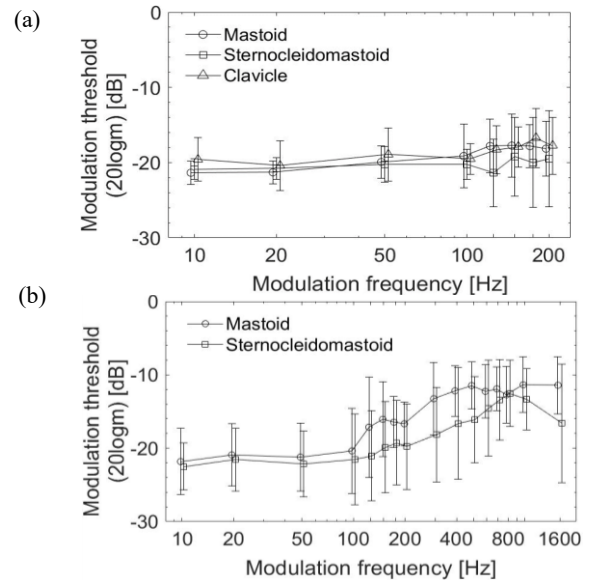 (a)
0
Mastoid
Sternocleidomastoid
Clavicle
-10
-20
-30
Modulation threshold
(20logm) [dB]
10 20 50 100 200
Modulation frequency [Hz]
(b)
0
Mastoid
Sternocleidomastoid
-10
-20
-30
Modulation threshold
(20logm) [dB]
10 20 50 100 200 400 800 1600
Modulation frequency [Hz]